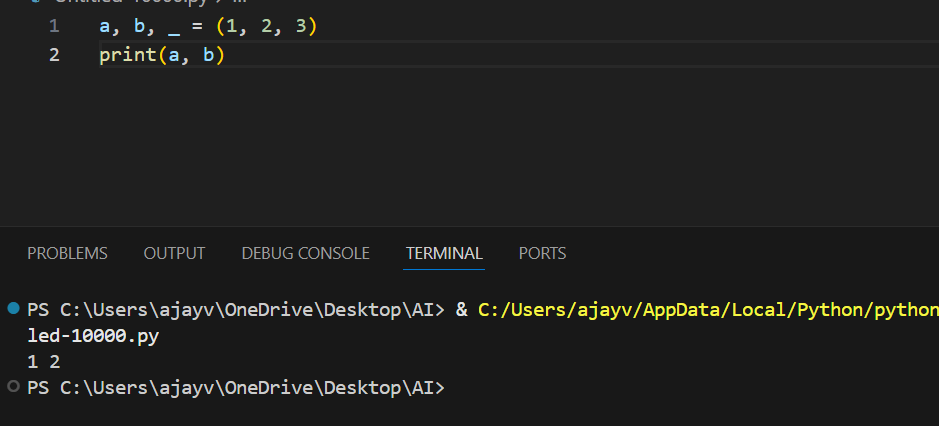 1 a, b, _ = (1, 2, 3)
2 print(a, b)
PROBLEMS OUTPUT DEBUG CONSOLE TERMINAL PORTS
PS C:\Users\ajayv\OneDrive\Desktop\AI> & C:/Users/ajayv/AppData/Local/Python/python
led-10000.py
1 2
PS C:\Users\ajayv\OneDrive\Desktop\AI>